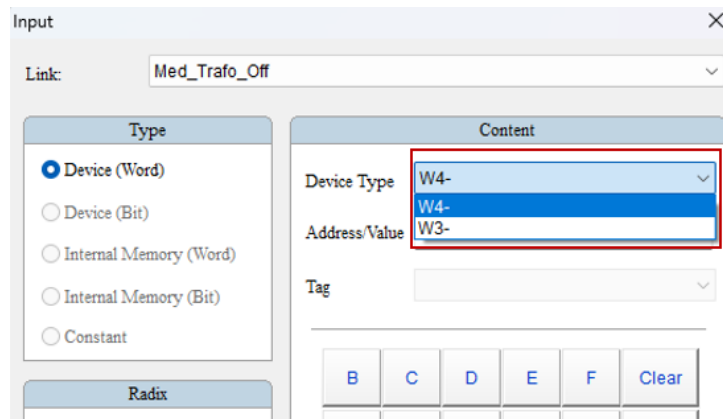 Input
Link: Med_Trafo_Off
Type
Device (Word)
Device (Bit)
Internal Memory (Word)
Internal Memory (Bit)
Constant
Radix
Content
Device Type W4-
W4-
W3-
Address/Value
Tag
B C D E F Clear